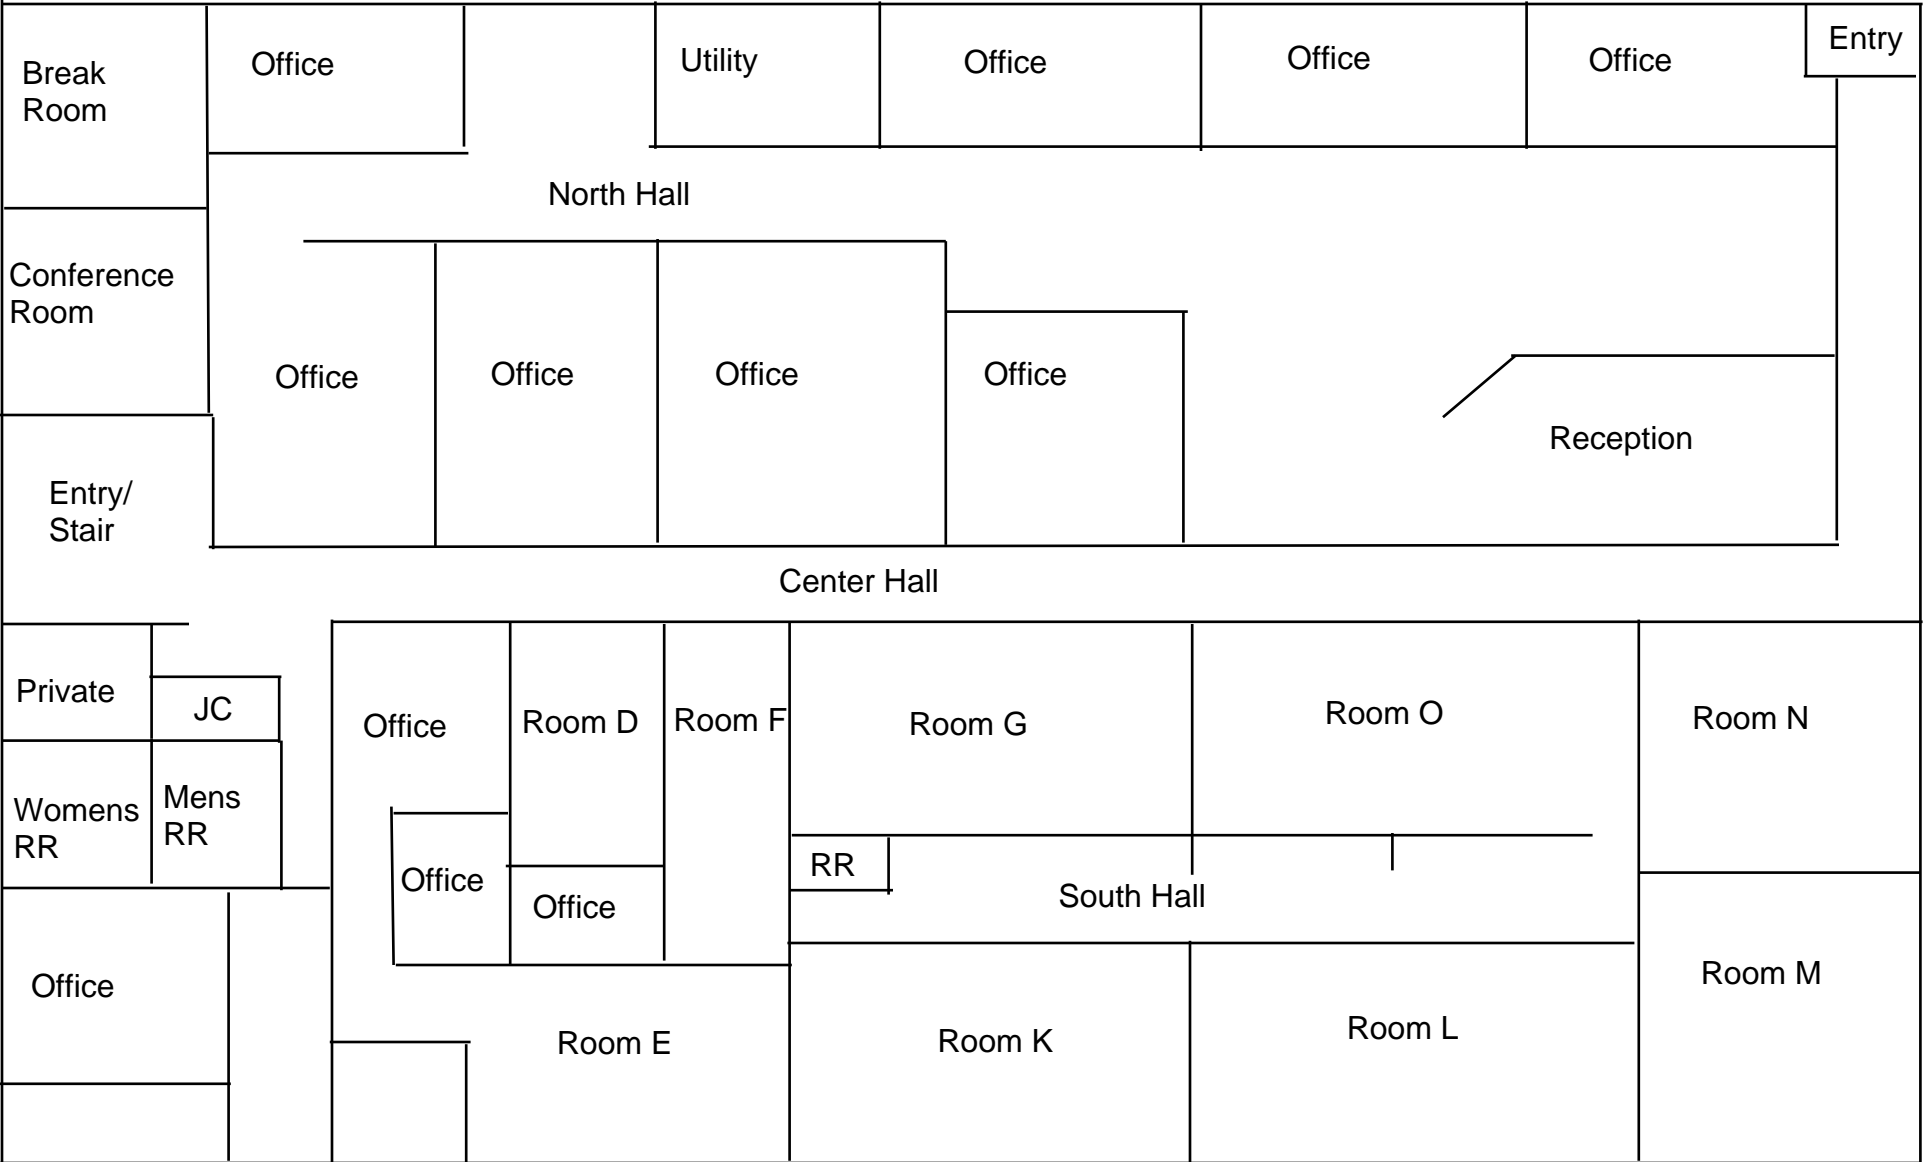 Break
Room
Office
Utility
Office
Office
Office
Entry
North Hall
Conference
Room
Office
Office
Office
Office
Reception
Entry/
Stair
Center Hall
Private
JC
Office
Room D
Room F
Room G
Room O
Room N
Womens
RR
Mens
RR
Office
Office
RR
South Hall
Office
Room E
Room K
Room L
Room M